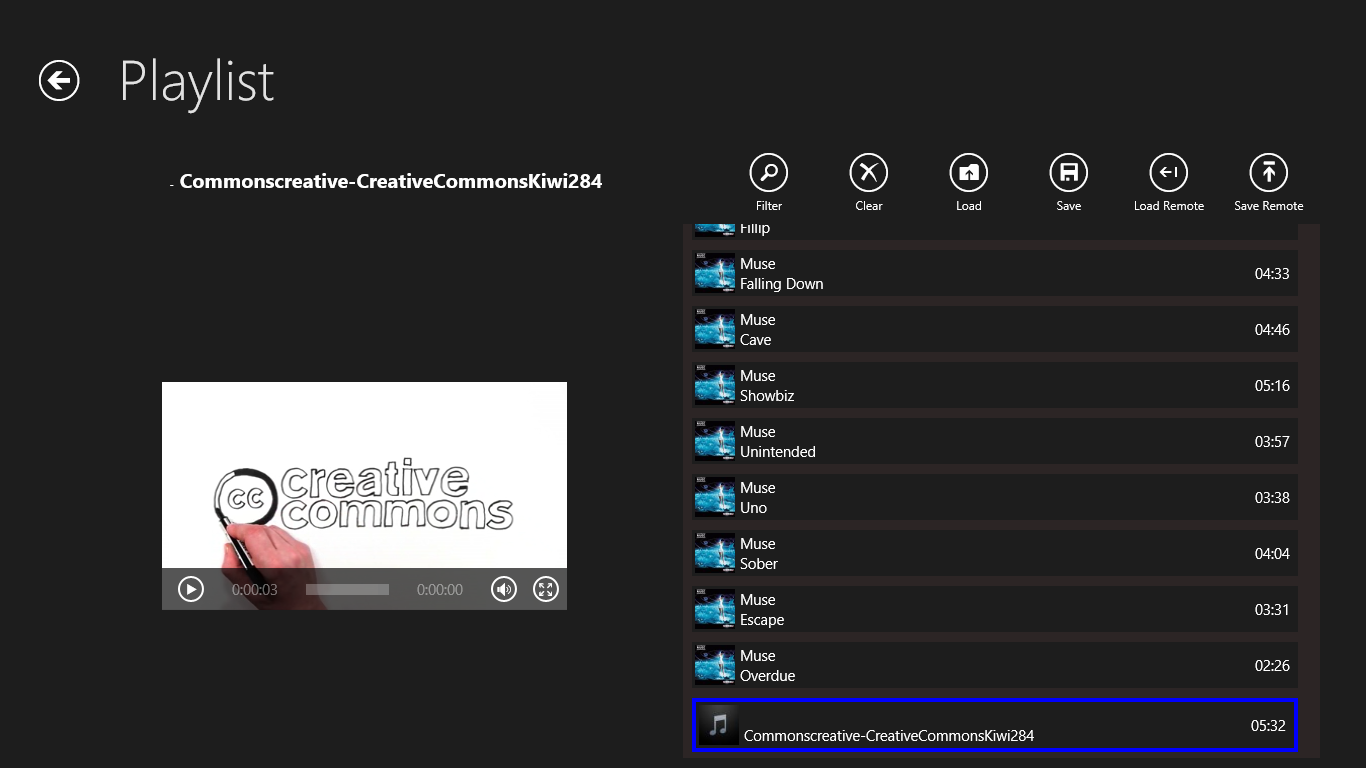 Playlist
- Commonscreative-CreativeCommonsKiwi284
Filter
Clear
Load
Save
Load Remote
Save Remote
Fillip
Muse
Falling Down
04:33
Muse
Cave
04:46
Muse
Showbiz
05:16
Muse
Unintended
03:57
Muse
Uno
03:38
Muse
Sober
04:04
Muse
Escape
03:31
Muse
Overdue
02:26
Commonscreative-CreativeCommonsKiwi284
05:32
cc creative
commons
0:00:03
0:00:00